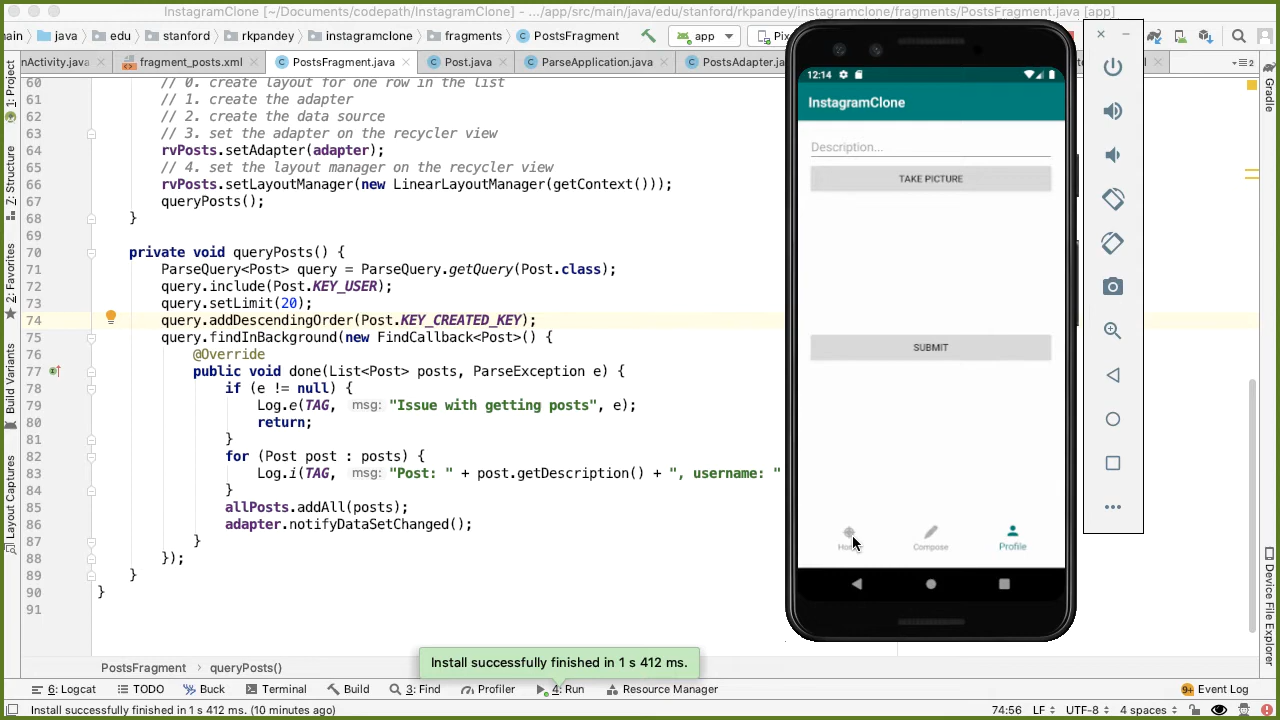 InstagramClone [~/Documents/codepath/InstagramClone] - .../app/src/main/java/edu/stanford/rkpandey/instagramclone/fragments/PostsFragment.java [app]
java edu stanford rkpandey instagramclone fragments PostsFragment app
nActivity.java fragment_posts.xml PostsFragment.java Post.java ParseApplication.java PostsAdapter.ja
60 // 0. create layout for one row in the list
61 // 1. create the adapter
62 // 2. create the data source
63 // 3. set the adapter on the recycler view
64 rvPosts.setAdapter(adapter);
65 // 4. set the layout manager on the recycler view
66 rvPosts.setLayoutManager(new LinearLayoutManager(getContext()));
67 queryPosts();
68 }
69
70 private void queryPosts() {
71 ParseQuery<Post> query = ParseQuery.getQuery(Post.class);
72 query.include(Post.KEY_USER);
73 query.setLimit(20);
74 query.addDescendingOrder(Post.KEY_CREATED_KEY);
75 query.findInBackground(new FindCallback<Post>() {
76 @Override
77 public void done(List<Post> posts, ParseException e) {
78 if (e != null) {
79 Log.e(TAG, msg: "Issue with getting posts", e);
80 return;
81 }
82 for (Post post : posts) {
83 Log.i(TAG, msg: "Post: " + post.getDescription() + ", username: "
84 }
85 allPosts.addAll(posts);
86 adapter.notifyDataSetChanged();
87 }
88 });
89 }
90 }
91
1: Project
Z: Structure
2: Favorites
Build Variants
Layout Captures
12:14
InstagramClone
Description...
TAKE PICTURE
SUBMIT
Compose
Profile
Gradle
Device File Explorer
PostsFragment queryPosts()
Install successfully finished in 1 s 412 ms.
6: Logcat TODO Buck Terminal Build 3: Find Profiler 4: Run Resource Manager 9+ Event Log
Install successfully finished in 1 s 412 ms. (10 minutes ago) 74:56 LF UTF-8 4 spaces